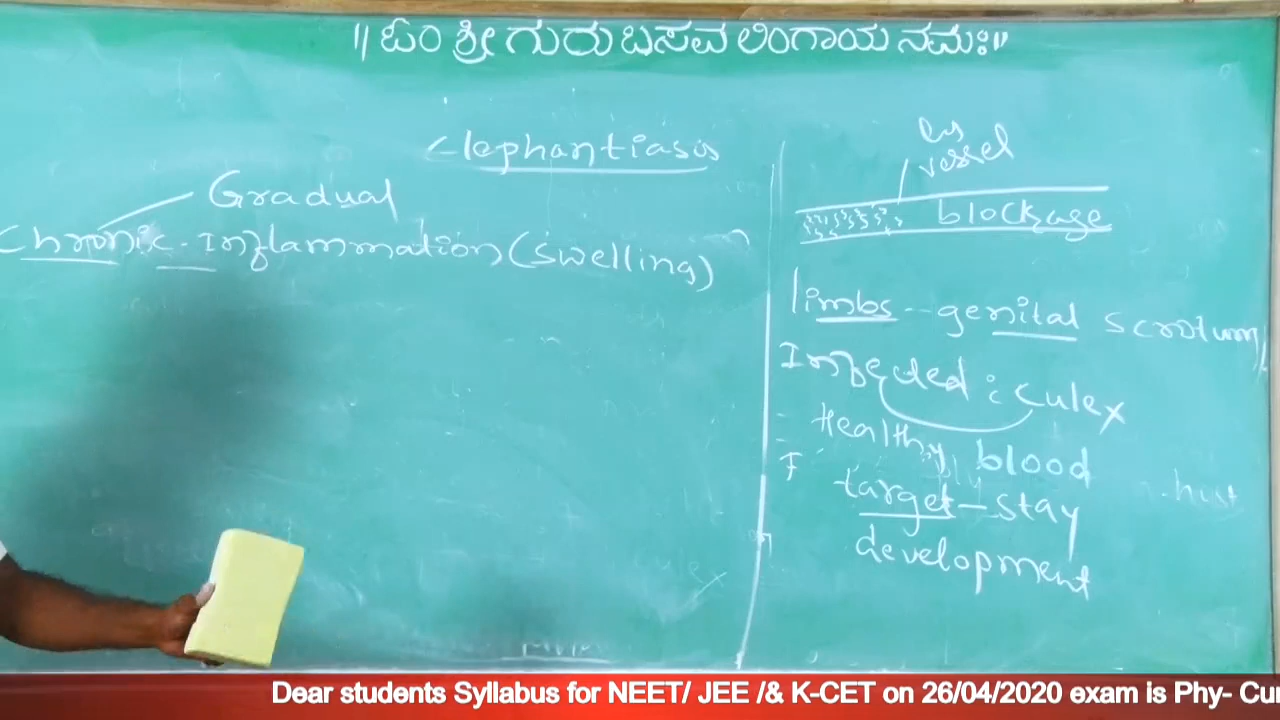 ॥ ಓಂ ಶ್ರೀ ಗುರು ಬಸವ ಲಿಂಗಾಯ ನಮಃ ॥
Elephantiasis
Gradual
Chronic - Inflammation (swelling)
vessel
blockage
limbs - genital scrotum
Infected : culex
- Healthy blood
target - stay
development
culex
Dear students Syllabus for NEET/ JEE /& K-CET on 26/04/2020 exam is Phy- Cur